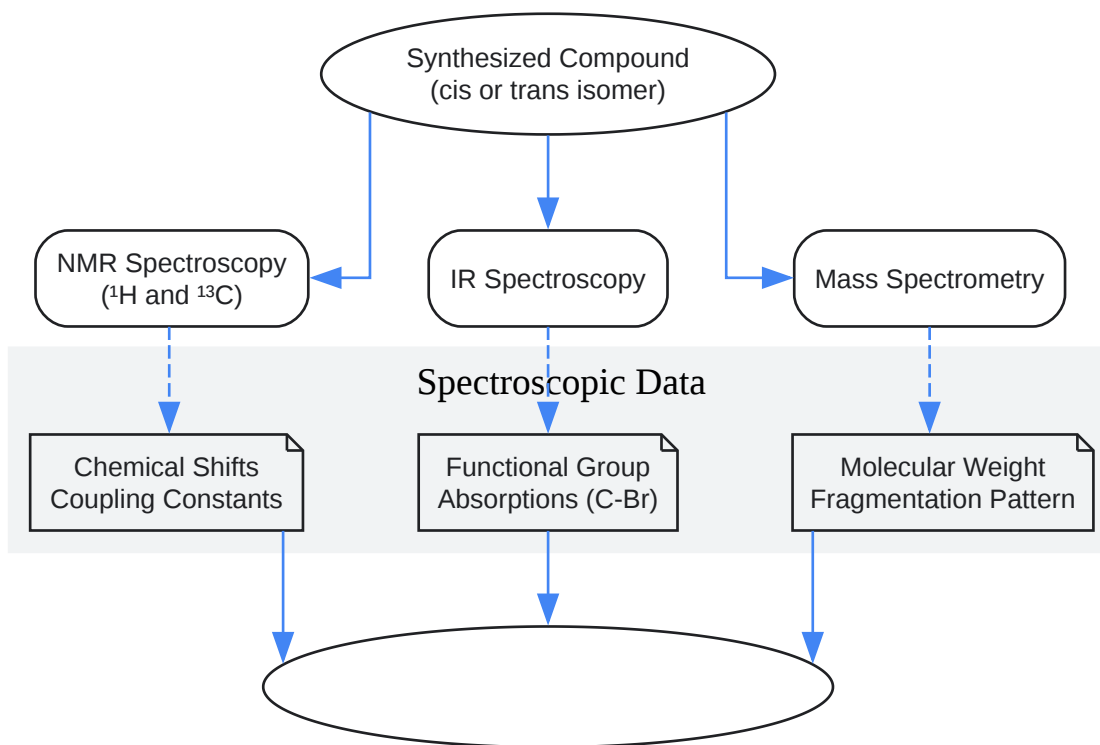 Synthesized Compound
(cis or trans isomer)
NMR Spectroscopy
(¹H and ¹³C)
IR Spectroscopy
Mass Spectrometry
Spectroscopic Data
Chemical Shifts
Coupling Constants
Functional Group
Absorptions (C-Br)
Molecular Weight
Fragmentation Pattern